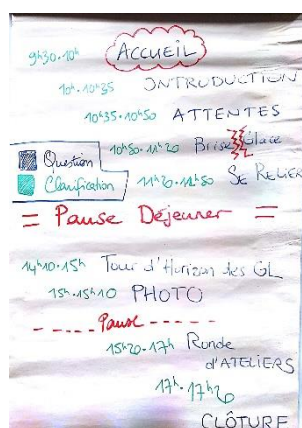 9h30-10h ACCUEIL
10h-10h35 INTRODUCTION
10h35-10h50 ATTENTES
10h50-11h20 Brise Glace
Question
Clarification
11h20-11h50 SE RELIER
= Pause Déjeuner =
14h10-15h Tour d'Horizon des GL
15h-15h10 PHOTO
Pause
15h20-17h Ronde
d'ATELIERS
17h-17h20
CLÔTURE